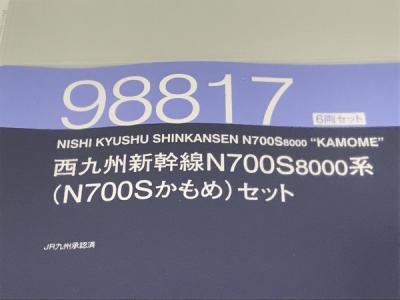 98817
6両セット
NISHI KYUSHU SHINKANSEN N700S8000 “KAMOME”
西九州新幹線N700S8000系
(N700Sかもめ)セット
JR九州承認済